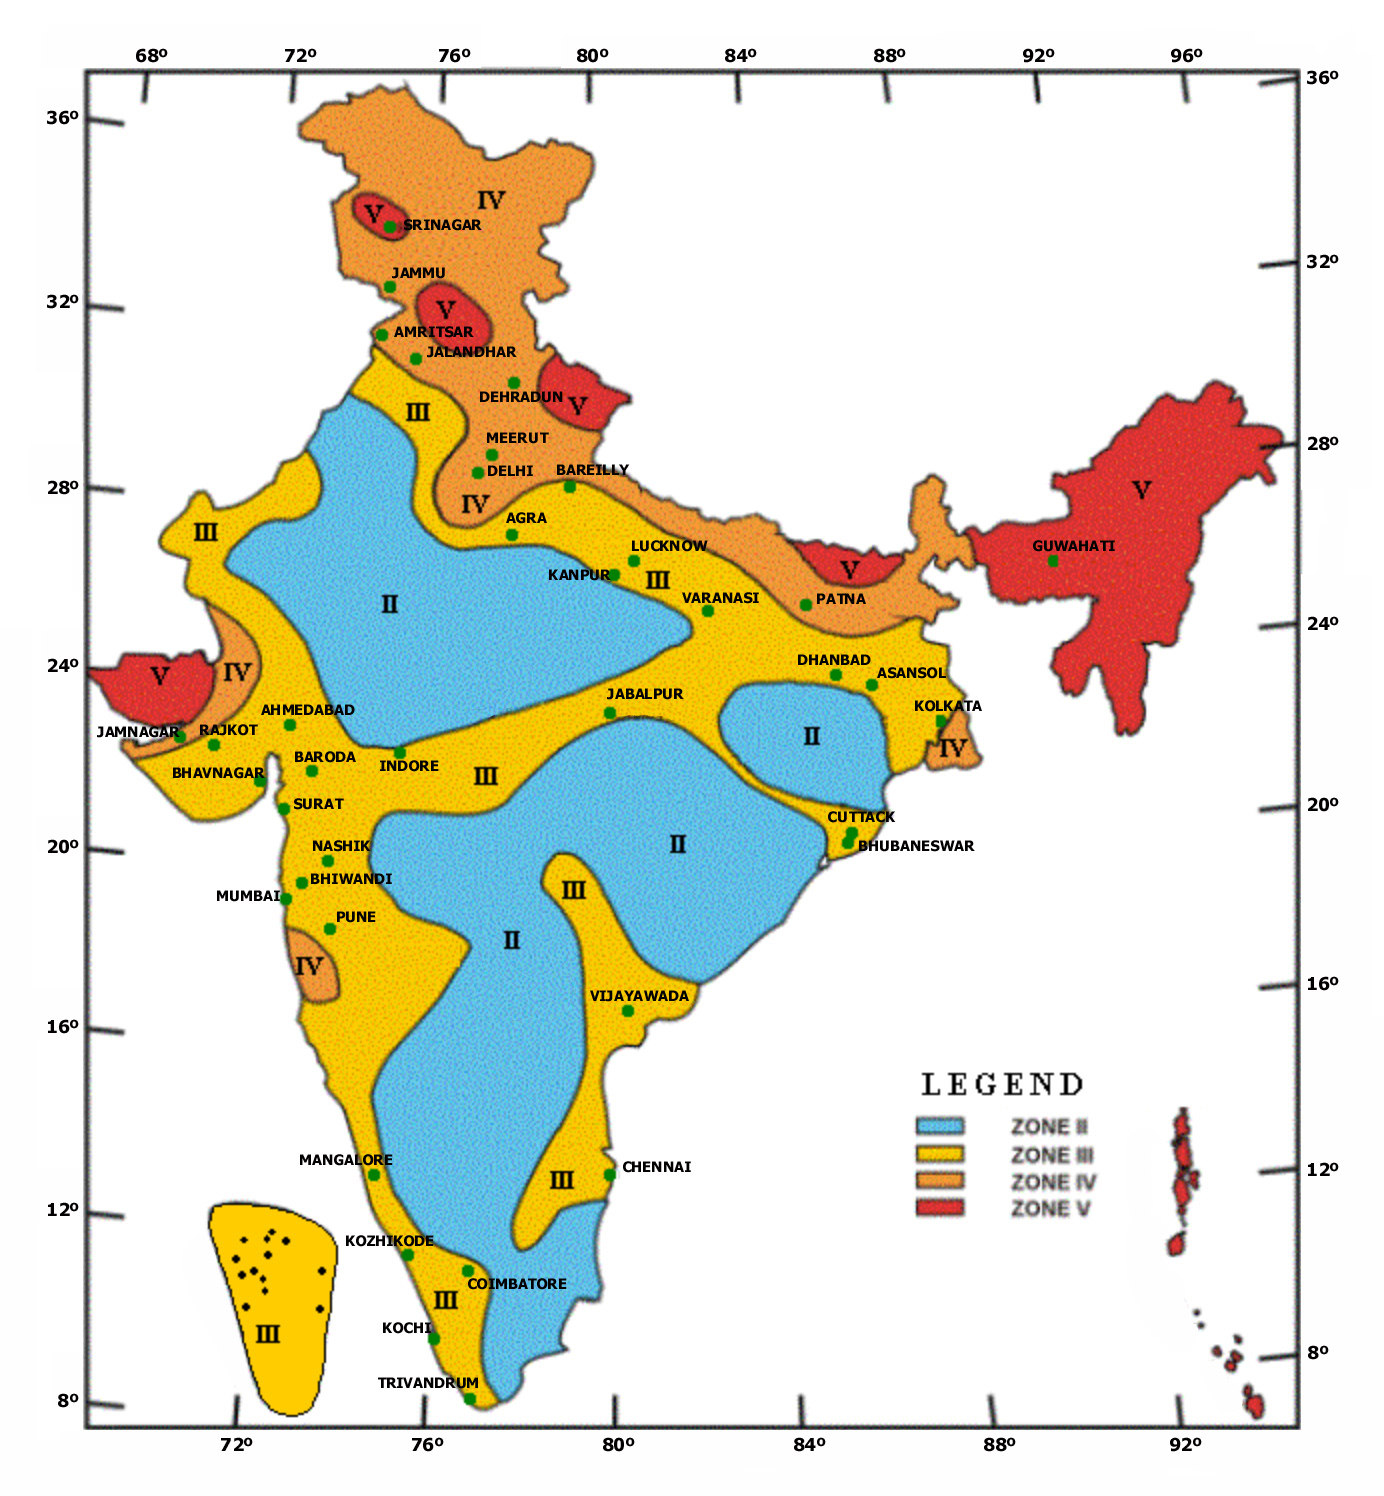 68º 72º 76º 80º 84º 88º 92º 96º
36º
36º
IV
V
SRINAGAR
32º
JAMMU
32º
V
AMRITSAR
JALANDHAR
DEHRADUN
V
III
MEERUT
28º
DELHI
BAREILLY
28º
V
IV
AGRA
III
GUWAHATI
LUCKNOW
KANPUR
III
V
II
VARANASI
PATNA
24º
24º
V
IV
DHANBAD
ASANSOL
JABALPUR
KOLKATA
AHMEDABAD
JAMNAGAR
RAJKOT
II
IV
BARODA
INDORE
BHAVNAGAR
III
SURAT
20º
CUTTACK
20º
NASHIK
II
BHUBANESWAR
BHIWANDI
MUMBAI
III
PUNE
II
IV
16º
VIJAYAWADA
16º
LEGEND
ZONE II
ZONE III
ZONE IV
ZONE V
MANGALORE
CHENNAI
12º
III
12º
KOZHIKODE
COIMBATORE
III
KOCHI
III
8º
TRIVANDRUM
8º
72º 76º 80º 84º 88º 92º